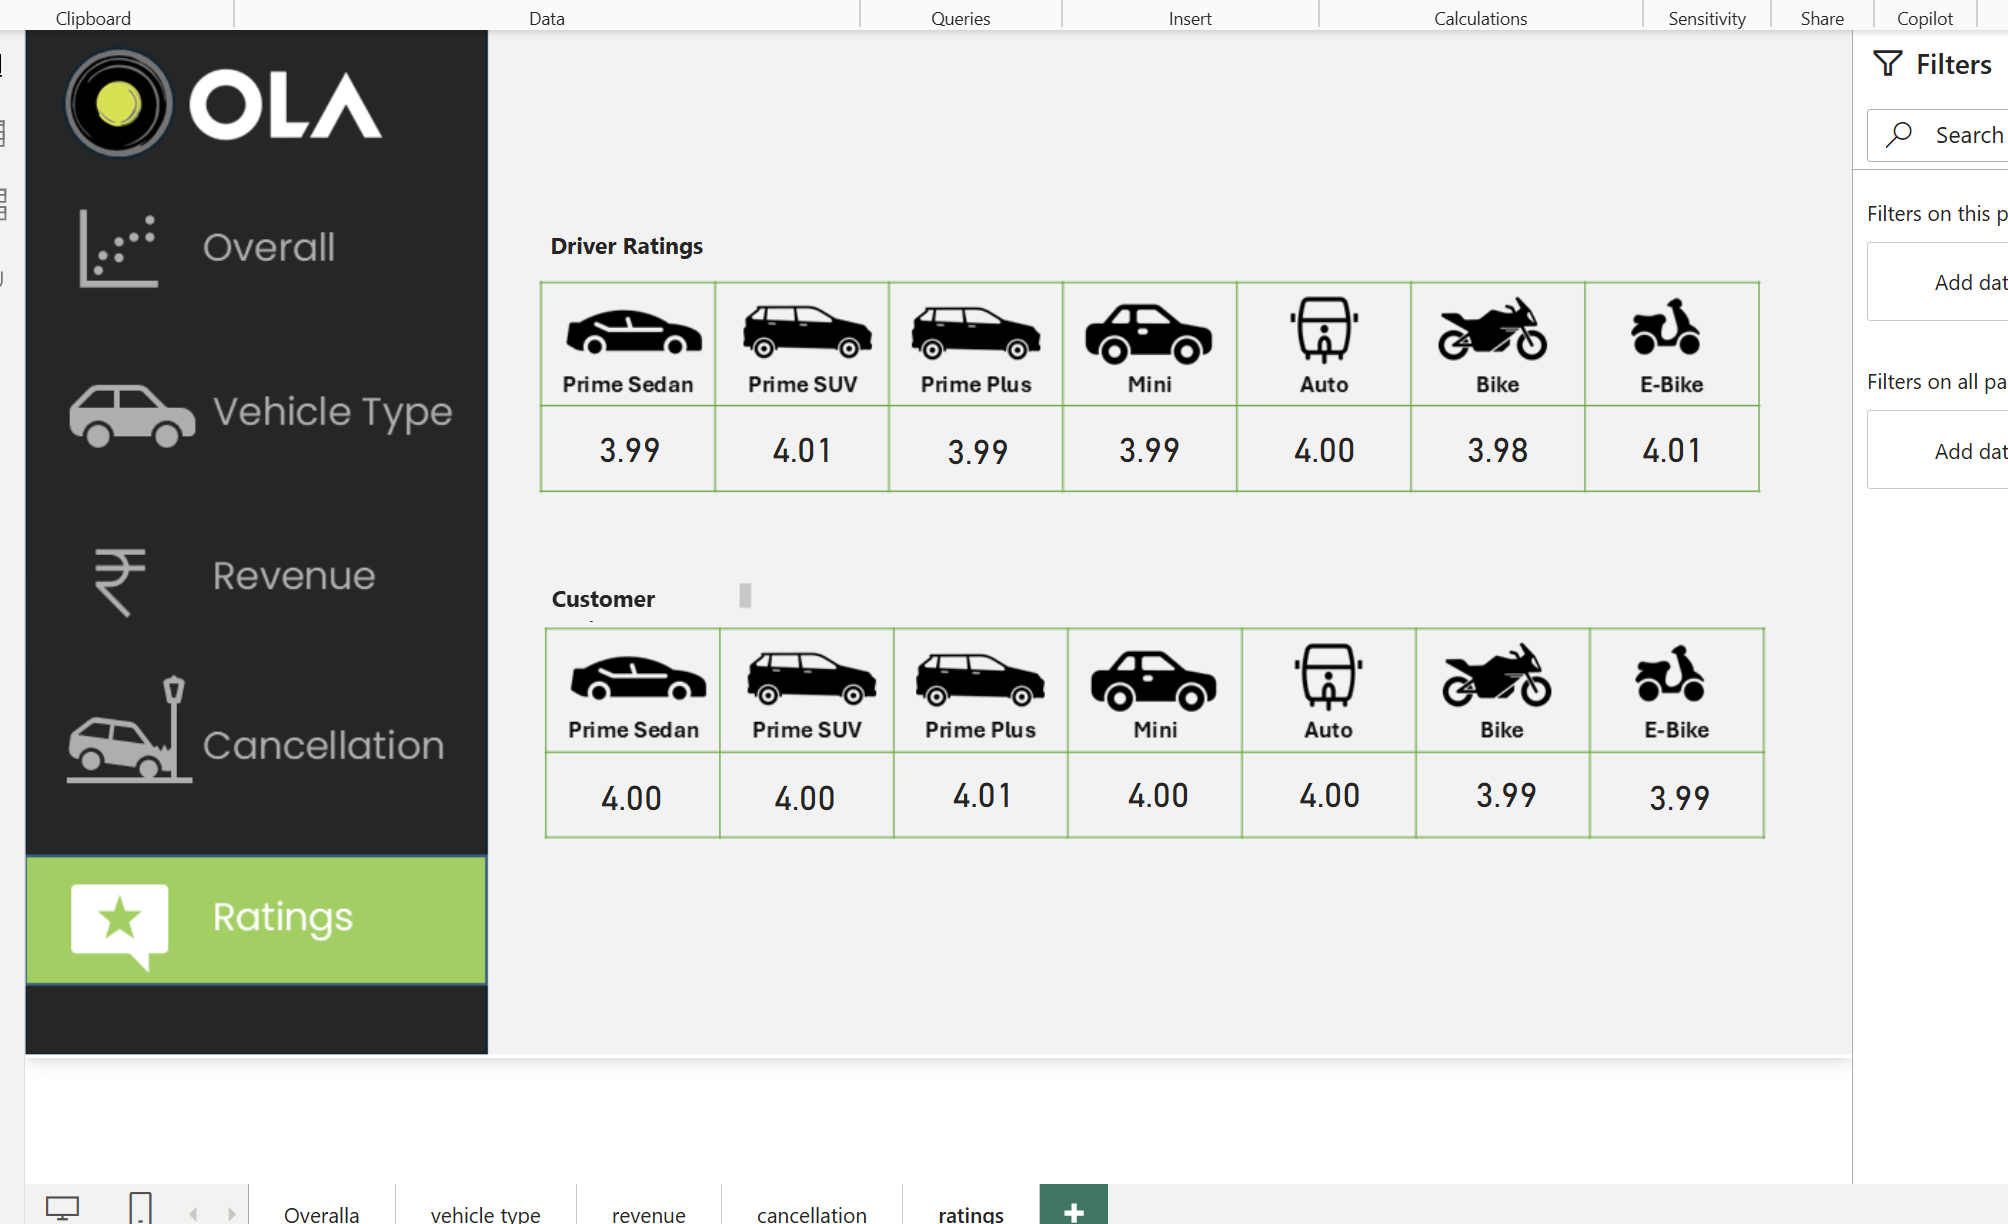 Clipboard Data Queries Insert Calculations Sensitivity Share Copilot
OLA
Overall
Vehicle Type
Revenue
Cancellation
Ratings
Driver Ratings
Prime Sedan Prime SUV Prime Plus Mini Auto Bike E-Bike
3.99 4.01 3.99 3.99 4.00 3.98 4.01
Customer
Prime Sedan Prime SUV Prime Plus Mini Auto Bike E-Bike
4.00 4.00 4.01 4.00 4.00 3.99 3.99
Filters
Search
Filters on this p
Add dat
Filters on all pa
Add dat
Overalla vehicle type revenue cancellation ratings +